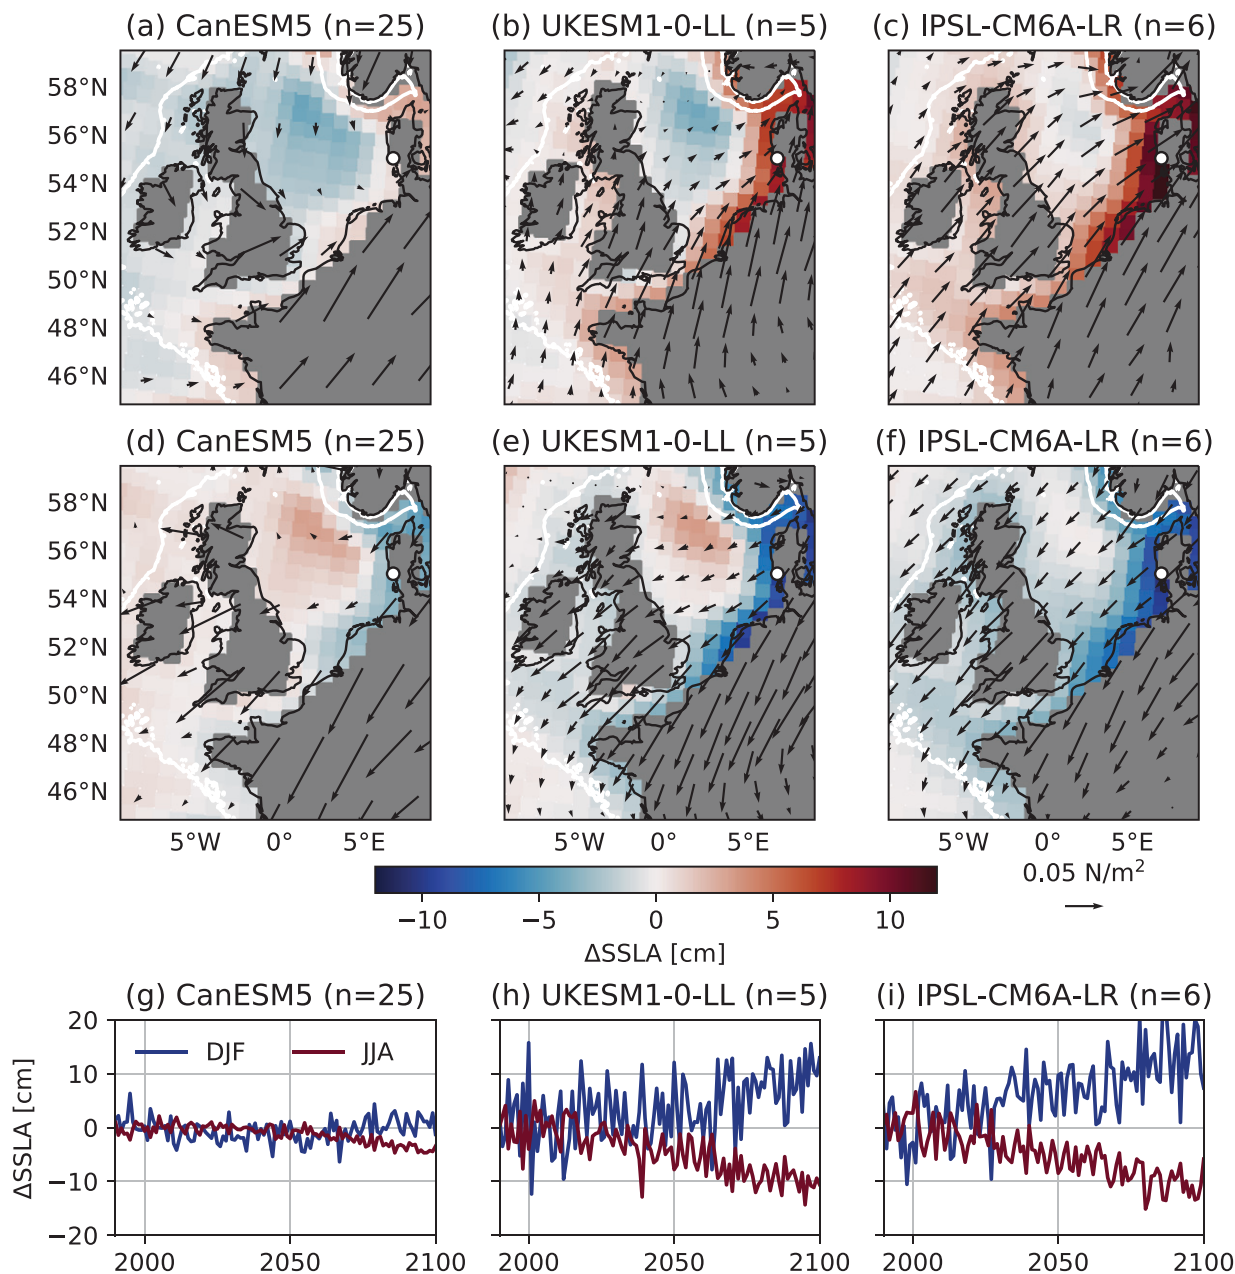 (a) CanESM5 (n=25) (b) UKESM1-0-LL (n=5) (c) IPSL-CM6A-LR (n=6)
58°N
56°N
54°N
52°N
50°N
48°N
46°N
(d) CanESM5 (n=25) (e) UKESM1-0-LL (n=5) (f) IPSL-CM6A-LR (n=6)
58°N
56°N
54°N
52°N
50°N
48°N
46°N
5°W 0° 5°E 5°W 0° 5°E 5°W 0° 5°E
0.05 N/m²
−10 −5 0 5 10
ΔSSLA [cm]
(g) CanESM5 (n=25) (h) UKESM1-0-LL (n=5) (i) IPSL-CM6A-LR (n=6)
ΔSSLA [cm]
20
10
0
−10
−20
DJF JJA
2000 2050 2100 2000 2050 2100 2000 2050 2100